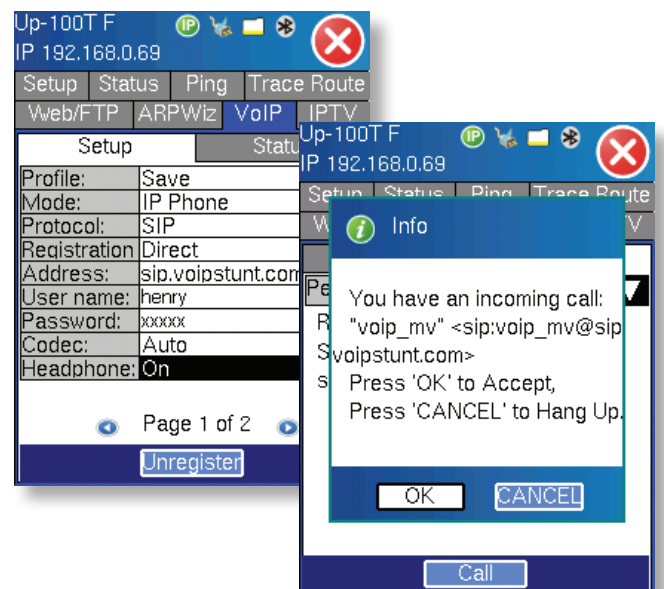 Up-100T F
IP 192.168.0.69
Setup Status Ping Trace Route
Web/FTP ARPWiz VoIP IPTV
Setup Statu
Profile: Save
Mode: IP Phone
Protocol: SIP
Registration Direct
Address: sip.voipstunt.com
User name: henry
Password: xxxxx
Codec: Auto
Headphone: On
Page 1 of 2
Unregister
Up-100T F
IP 192.168.0.69
Setup Status Ping Trace Route
W V
Pe
R
S
s
Info
You have an incoming call:
"voip_mv" <sip:voip_mv@sip
voipstunt.com>
Press 'OK' to Accept,
Press 'CANCEL' to Hang Up.
OK CANCEL
Call